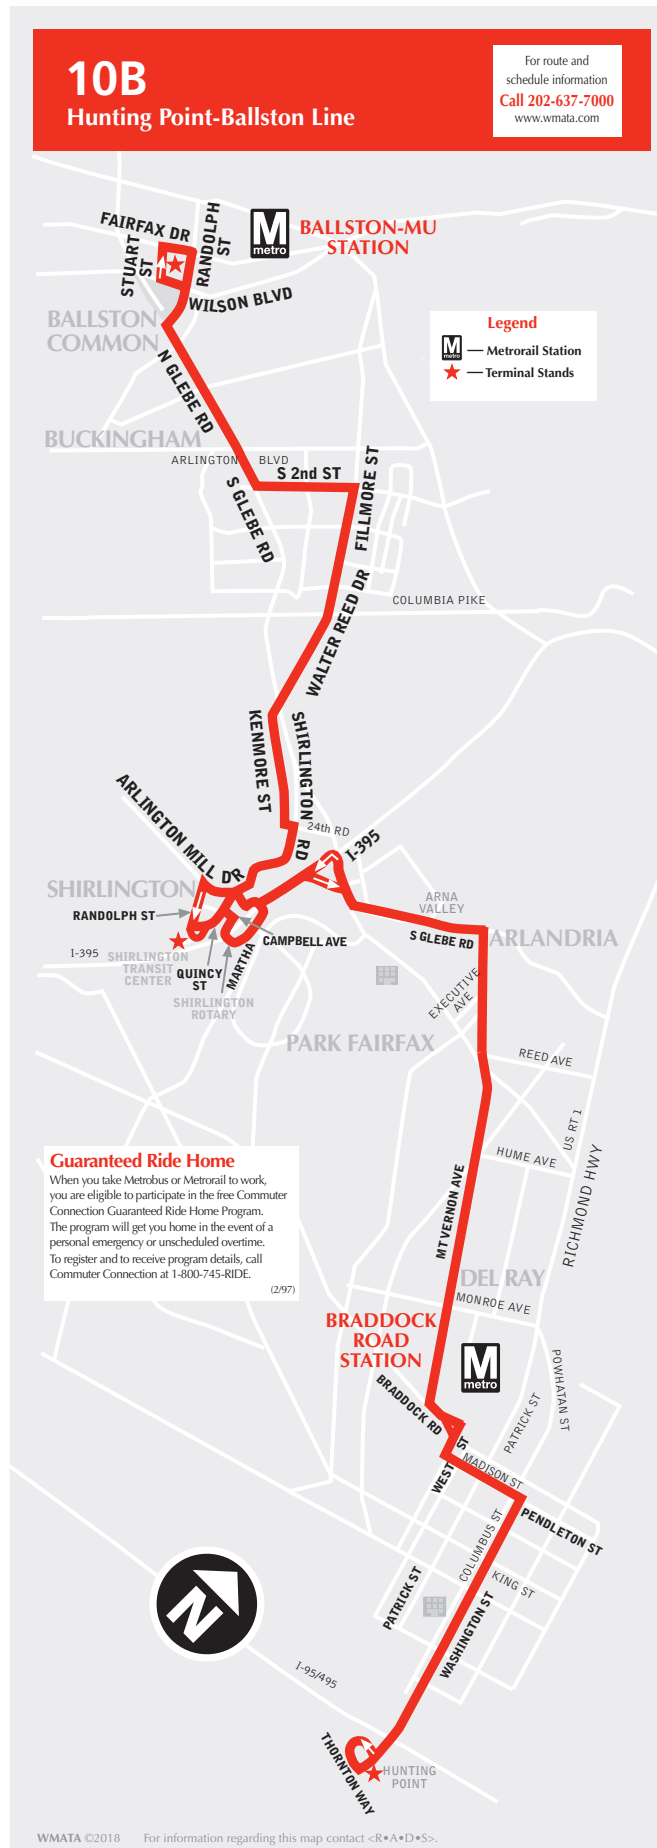 10B
Hunting Point-Ballston Line
For route and
schedule information
Call 202-637-7000
www.wmata.com
FAIRFAX DR
STUART
ST
RANDOLPH
ST
M
metro
BALLSTON-MU
STATION
WILSON BLVD
BALLSTON
COMMON
Legend
M
metro
— Metrorail Station
— Terminal Stands
N GLEBE RD
BUCKINGHAM
ARLINGTON BLVD
S 2nd ST
S GLEBE RD
FILLMORE ST
WALTER REED DR
COLUMBIA PIKE
KENMORE ST
SHIRLINGTON RD
24th RD
I-395
ARLINGTON MILL DR
SHIRLINGTON
RANDOLPH ST
ARNA
VALLEY
S GLEBE RD
ARLANDRIA
CAMPBELL AVE
I-395
SHIRLINGTON
TRANSIT
CENTER
QUINCY
ST
MARTHA
SHIRLINGTON
ROTARY
EXECUTIVE
AVE
PARK FAIRFAX
REED AVE
US RT 1
HUME AVE
RICHMOND HWY
Guaranteed Ride Home
When you take Metrobus or Metrorail to work,
you are eligible to participate in the free Commuter
Connection Guaranteed Ride Home Program.
The program will get you home in the event of a
personal emergency or unscheduled overtime.
To register and to receive program details, call
Commuter Connection at 1-800-745-RIDE.
(2/97)
MT VERNON AVE
DEL RAY
MONROE AVE
BRADDOCK
ROAD
STATION
M
metro
BRADDOCK RD
POWHATAN ST
PATRICK ST
WEST ST
MADISON ST
PENDLETON ST
COLUMBUS ST
KING ST
PATRICK ST
WASHINGTON ST
N
I-95/495
THORNTON WAY
HUNTING
POINT
WMATA ©2018 For information regarding this map contact <R•A•D•S>.